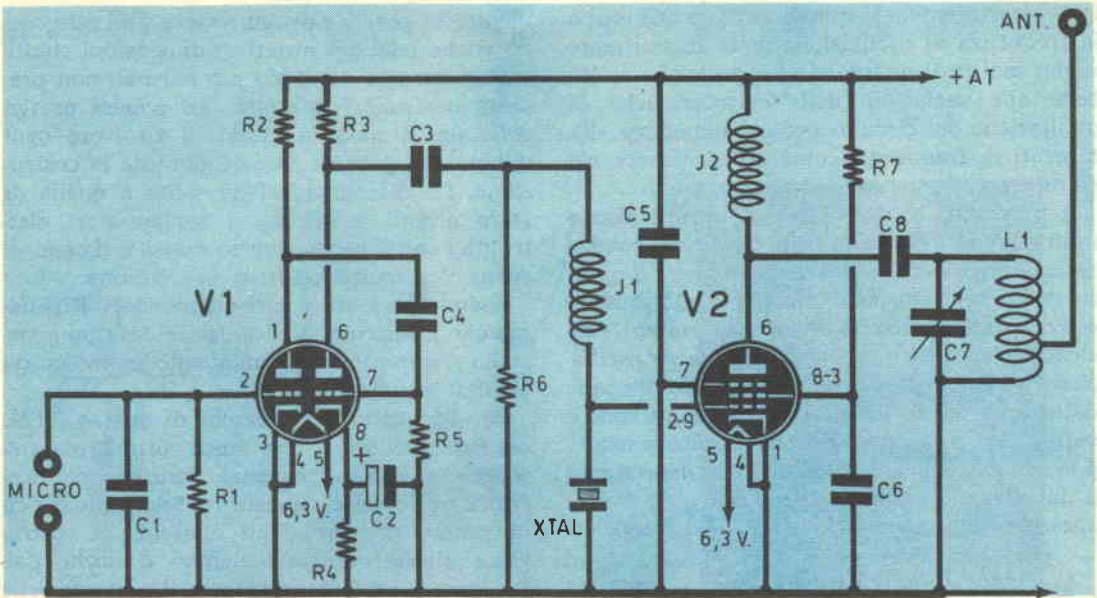 ANT.
+ AT
R2
R3
C3
J2
R7
C5
C8
L1
V1
J1
V2
C7
1
6
C4
6
2
7
R6
7
8-3
2-9
3
4
5
8
+
R5
5
4
1
C6
MICRO
C1
R1
6,3 V.
C2
XTAL
6,3 V.
R4